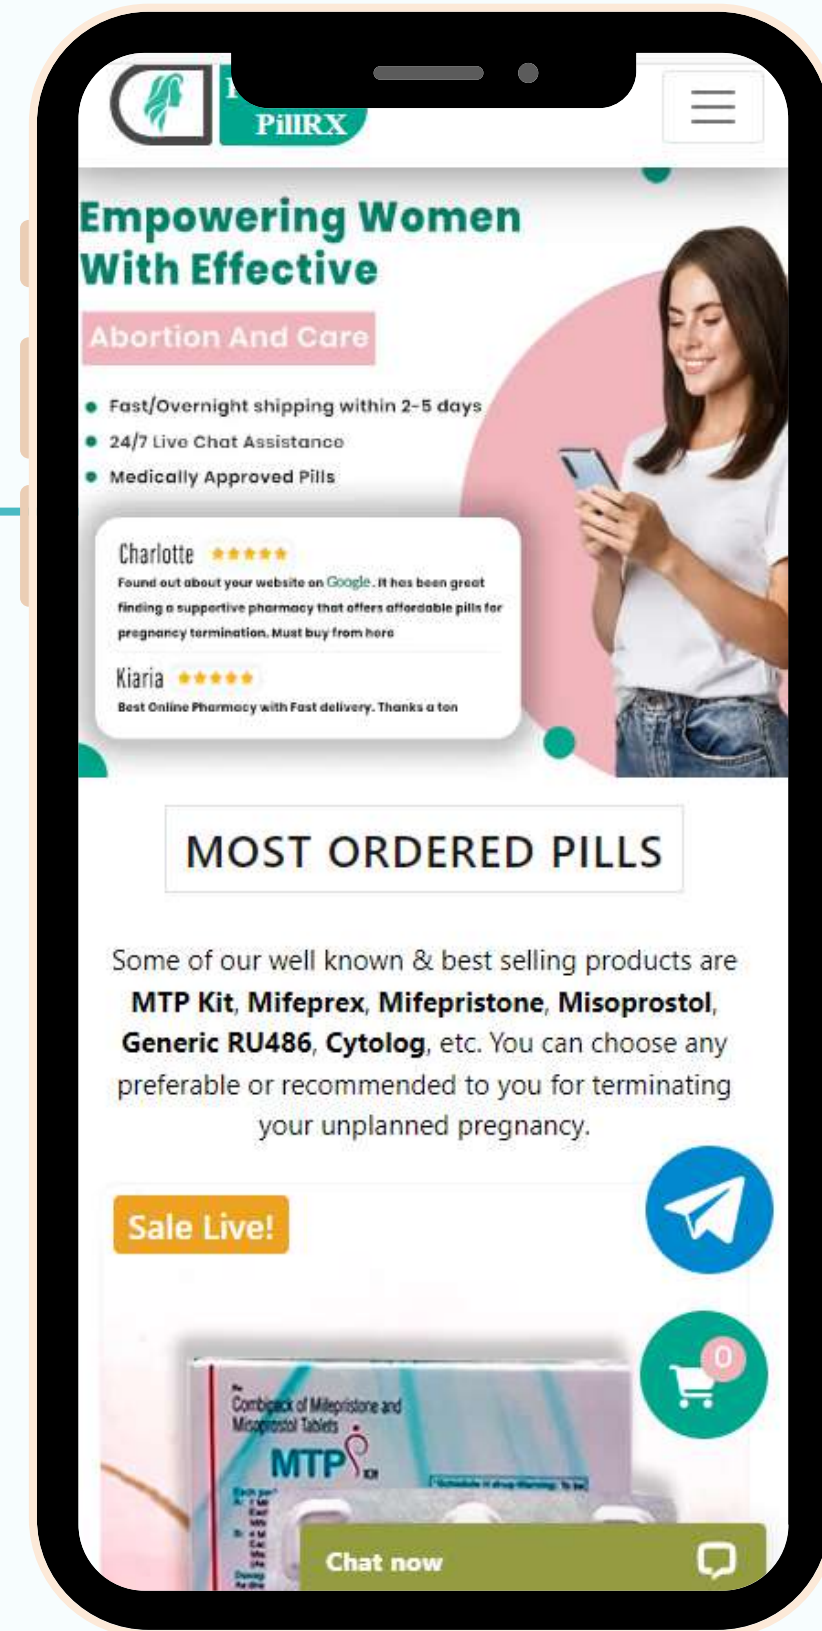 PillRX
Empowering Women
With Effective
Abortion And Care
Fast/Overnight shipping within 2-5 days
24/7 Live Chat Assistance
Medically Approved Pills
Charlotte
Found out about your website on Google. It has been great
finding a supportive pharmacy that offers affordable pills for
pregnancy termination. Must buy from here
Kiaria
Best Online Pharmacy with Fast delivery. Thanks a ton
MOST ORDERED PILLS
Some of our well known & best selling products are
MTP Kit, Mifeprex, Mifepristone, Misoprostol,
Generic RU486, Cytolog, etc. You can choose any
preferable or recommended to you for terminating
your unplanned pregnancy.
Sale Live!
0
Combipack of Mifepristone and
Misoprostol Tablets
MTP Kit
Chat now